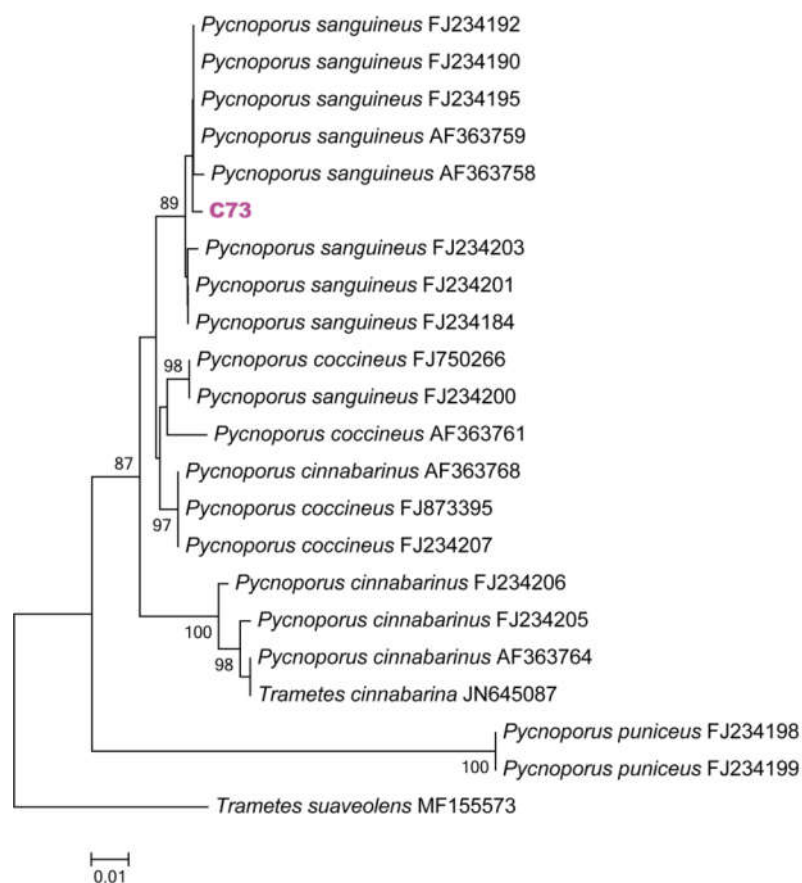 Pycnoporus sanguineus FJ234192
Pycnoporus sanguineus FJ234190
Pycnoporus sanguineus FJ234195
Pycnoporus sanguineus AF363759
Pycnoporus sanguineus AF363758
89
C73
Pycnoporus sanguineus FJ234203
Pycnoporus sanguineus FJ234201
Pycnoporus sanguineus FJ234184
Pycnoporus coccineus FJ750266
98
Pycnoporus sanguineus FJ234200
Pycnoporus coccineus AF363761
87
Pycnoporus cinnabarinus AF363768
Pycnoporus coccineus FJ873395
97
Pycnoporus coccineus FJ234207
Pycnoporus cinnabarinus FJ234206
Pycnoporus cinnabarinus FJ234205
100
Pycnoporus cinnabarinus AF363764
98
Trametes cinnabarina JN645087
Pycnoporus puniceus FJ234198
100
Pycnoporus puniceus FJ234199
Trametes suaveolens MF155573
0.01